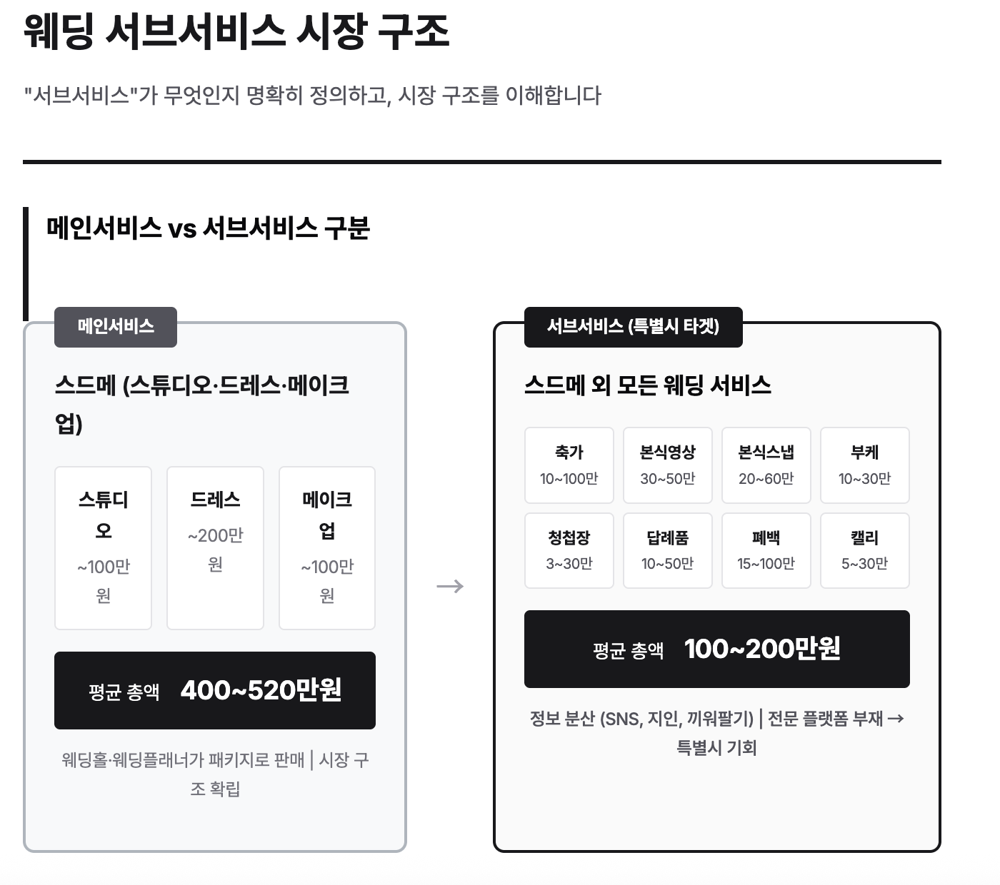 웨딩 서브서비스 시장 구조
"서브서비스"가 무엇인지 명확히 정의하고, 시장 구조를 이해합니다
메인서비스 vs 서브서비스 구분
메인서비스
스드메 (스튜디오·드레스·메이크
업)
스튜디
오
~100만
원
드레스
~200만
원
메이크
업
~100만
원
평균 총액 400~520만원
웨딩홀·웨딩플래너가 패키지로 판매 | 시장 구
조 확립
→
서브서비스 (특별시 타겟)
스드메 외 모든 웨딩 서비스
축가
10~100만
본식영상
30~50만
본식스냅
20~60만
부케
10~30만
청첩장
3~30만
답례품
10~50만
폐백
15~100만
캘리
5~30만
평균 총액 100~200만원
정보 분산 (SNS, 지인, 끼워팔기) | 전문 플랫폼 부재 →
특별시 기회